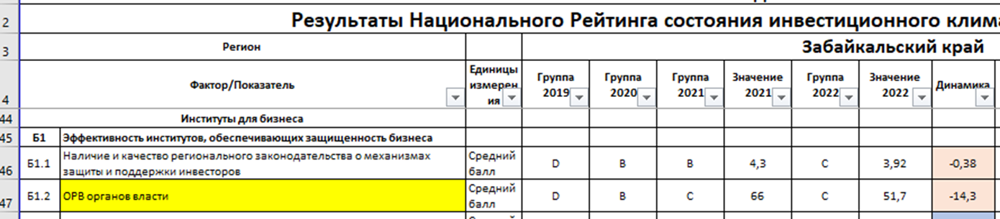 2 Результаты Национального Рейтинга состояния инвестиционного
3 Регион Забайкальский край
4 Фактор/Показатель Единицы измерен ия Группа 2019 Группа 2020 Группа 2021 Значение 2021 Группа 2022 Значение 2022 Динамика
44 Институты для бизнеса
45 Б1 Эффективность институтов, обеспечивающих защищенность бизнеса
46 Б1.1 Наличие и качество регионального законодательства о механизмах защиты и поддержки инвесторов Средний балл D B B 4,3 C 3,92 -0,38
47 Б1.2 ОРВ органов власти Средний балл D B C 66 C 51,7 -14,3